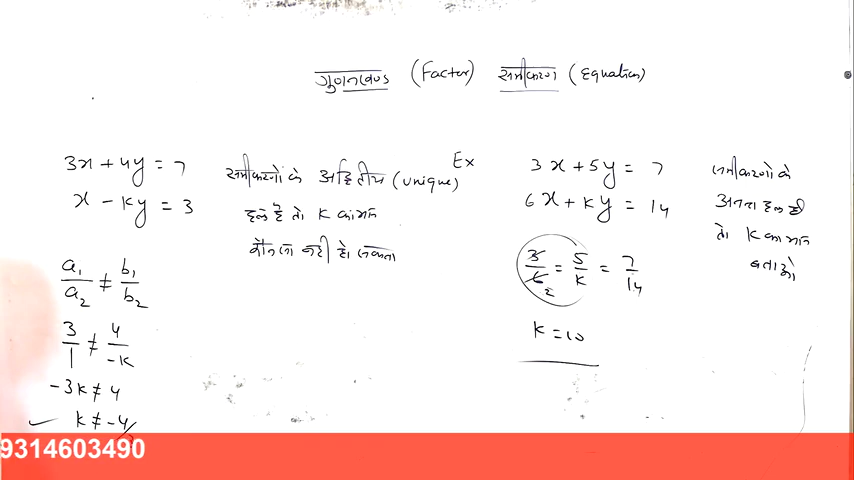 गुणनखण्ड (Factor) समीकरण (Equation)
3x + 4y = 7
x - ky = 3
समीकरणो के अद्वितीय (unique)
हल है तो k का मान
कौन सा नही हो सकता
a₁/a₂ ≠ b₁/b₂
3/1 ≠ 4/-k
-3k ≠ 4
k ≠ -4/3
Ex
3x + 5y = 7
6x + ky = 14
समीकरणो के
अनन्त हल हो
तो k का मान
बताओ
3/6 2 = 5/k = 7/14
k = 10
9314603490